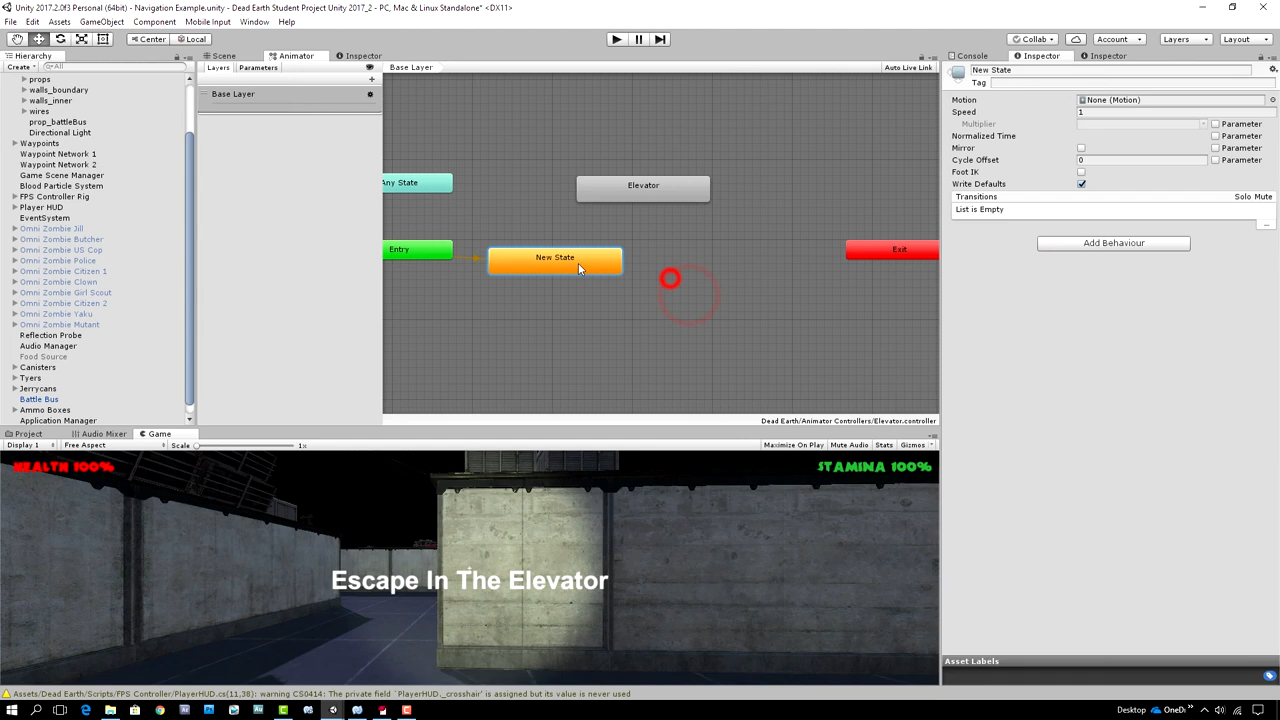 Unity 2017.2.0f3 Personal (64bit) - Navigation Example.unity - Dead Earth Student Project Unity 2017_2 - PC, Mac & Linux Standalone* <DX11>
File Edit Assets GameObject Component Mobile Input Window Help
Center Local
Collab Account Layers Layout
Hierarchy
Scene Animator Inspector
Console Inspector Inspector
Create All
Layers Parameters
Base Layer
Auto Live Link
props
walls_boundary
walls_inner
wires
prop_battleBus
Directional Light
Waypoints
Waypoint Network 1
Waypoint Network 2
Game Scene Manager
Blood Particle System
FPS Controller Rig
Player HUD
EventSystem
Omni Zombie Jill
Omni Zombie Butcher
Omni Zombie US Cop
Omni Zombie Police
Omni Zombie Citizen 1
Omni Zombie Clown
Omni Zombie Girl Scout
Omni Zombie Citizen 2
Omni Zombie Yaku
Omni Zombie Mutant
Reflection Probe
Audio Manager
Food Source
Canisters
Tyers
Jerrycans
Battle Bus
Ammo Boxes
Application Manager
Base Layer
Any State
Elevator
Entry
New State
Exit
Dead Earth/Animator Controllers/Elevator.controller
New State
Tag
Motion None (Motion)
Speed 1
Multiplier Parameter
Normalized Time Parameter
Mirror Parameter
Cycle Offset 0 Parameter
Foot IK
Write Defaults
Transitions Solo Mute
List is Empty
Add Behaviour
Project Audio Mixer Game
Display 1 Free Aspect Scale 1x Maximize On Play Mute Audio Stats Gizmos
HEALTH 100% STAMINA 100%
Escape In The Elevator
Asset Labels
Assets/Dead Earth/Scripts/FPS Controller/PlayerHUD.cs(11,38): warning CS0414: The private field `PlayerHUD._crosshair' is assigned but its value is never used
Desktop OneDr